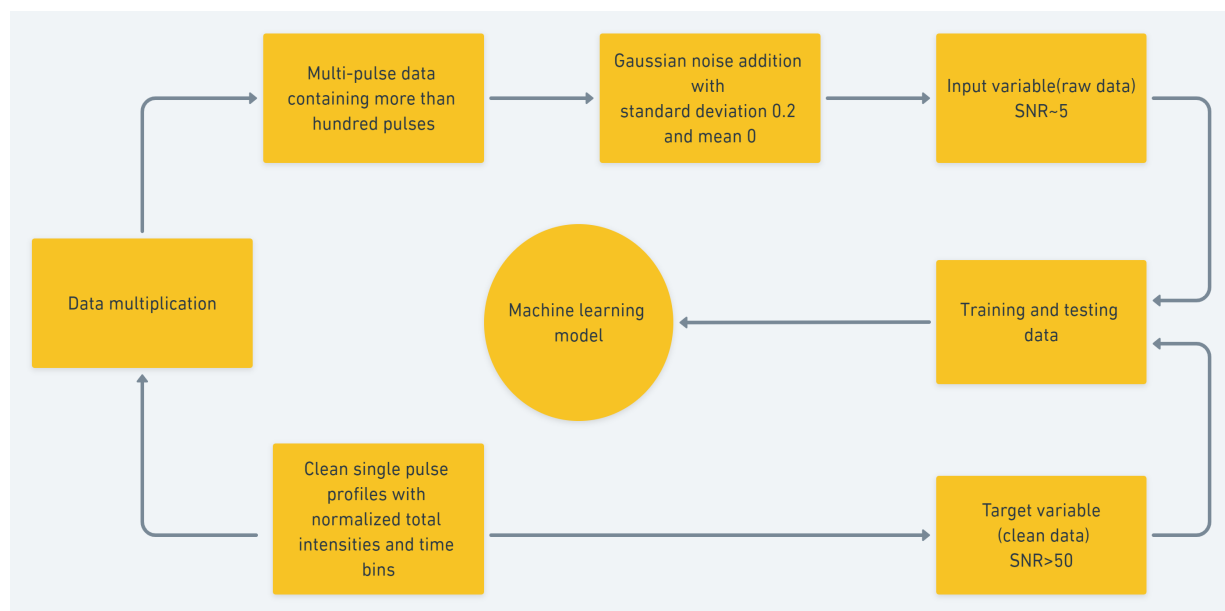 Multi-pulse data
containing more than
hundred pulses
Gaussian noise addition
with
standard deviation 0.2
and mean 0
Input variable(raw data)
SNR~5
Data multiplication
Machine learning
model
Training and testing
data
Clean single pulse
profiles with
normalized total
intensities and time
bins
Target variable
(clean data)
SNR>50